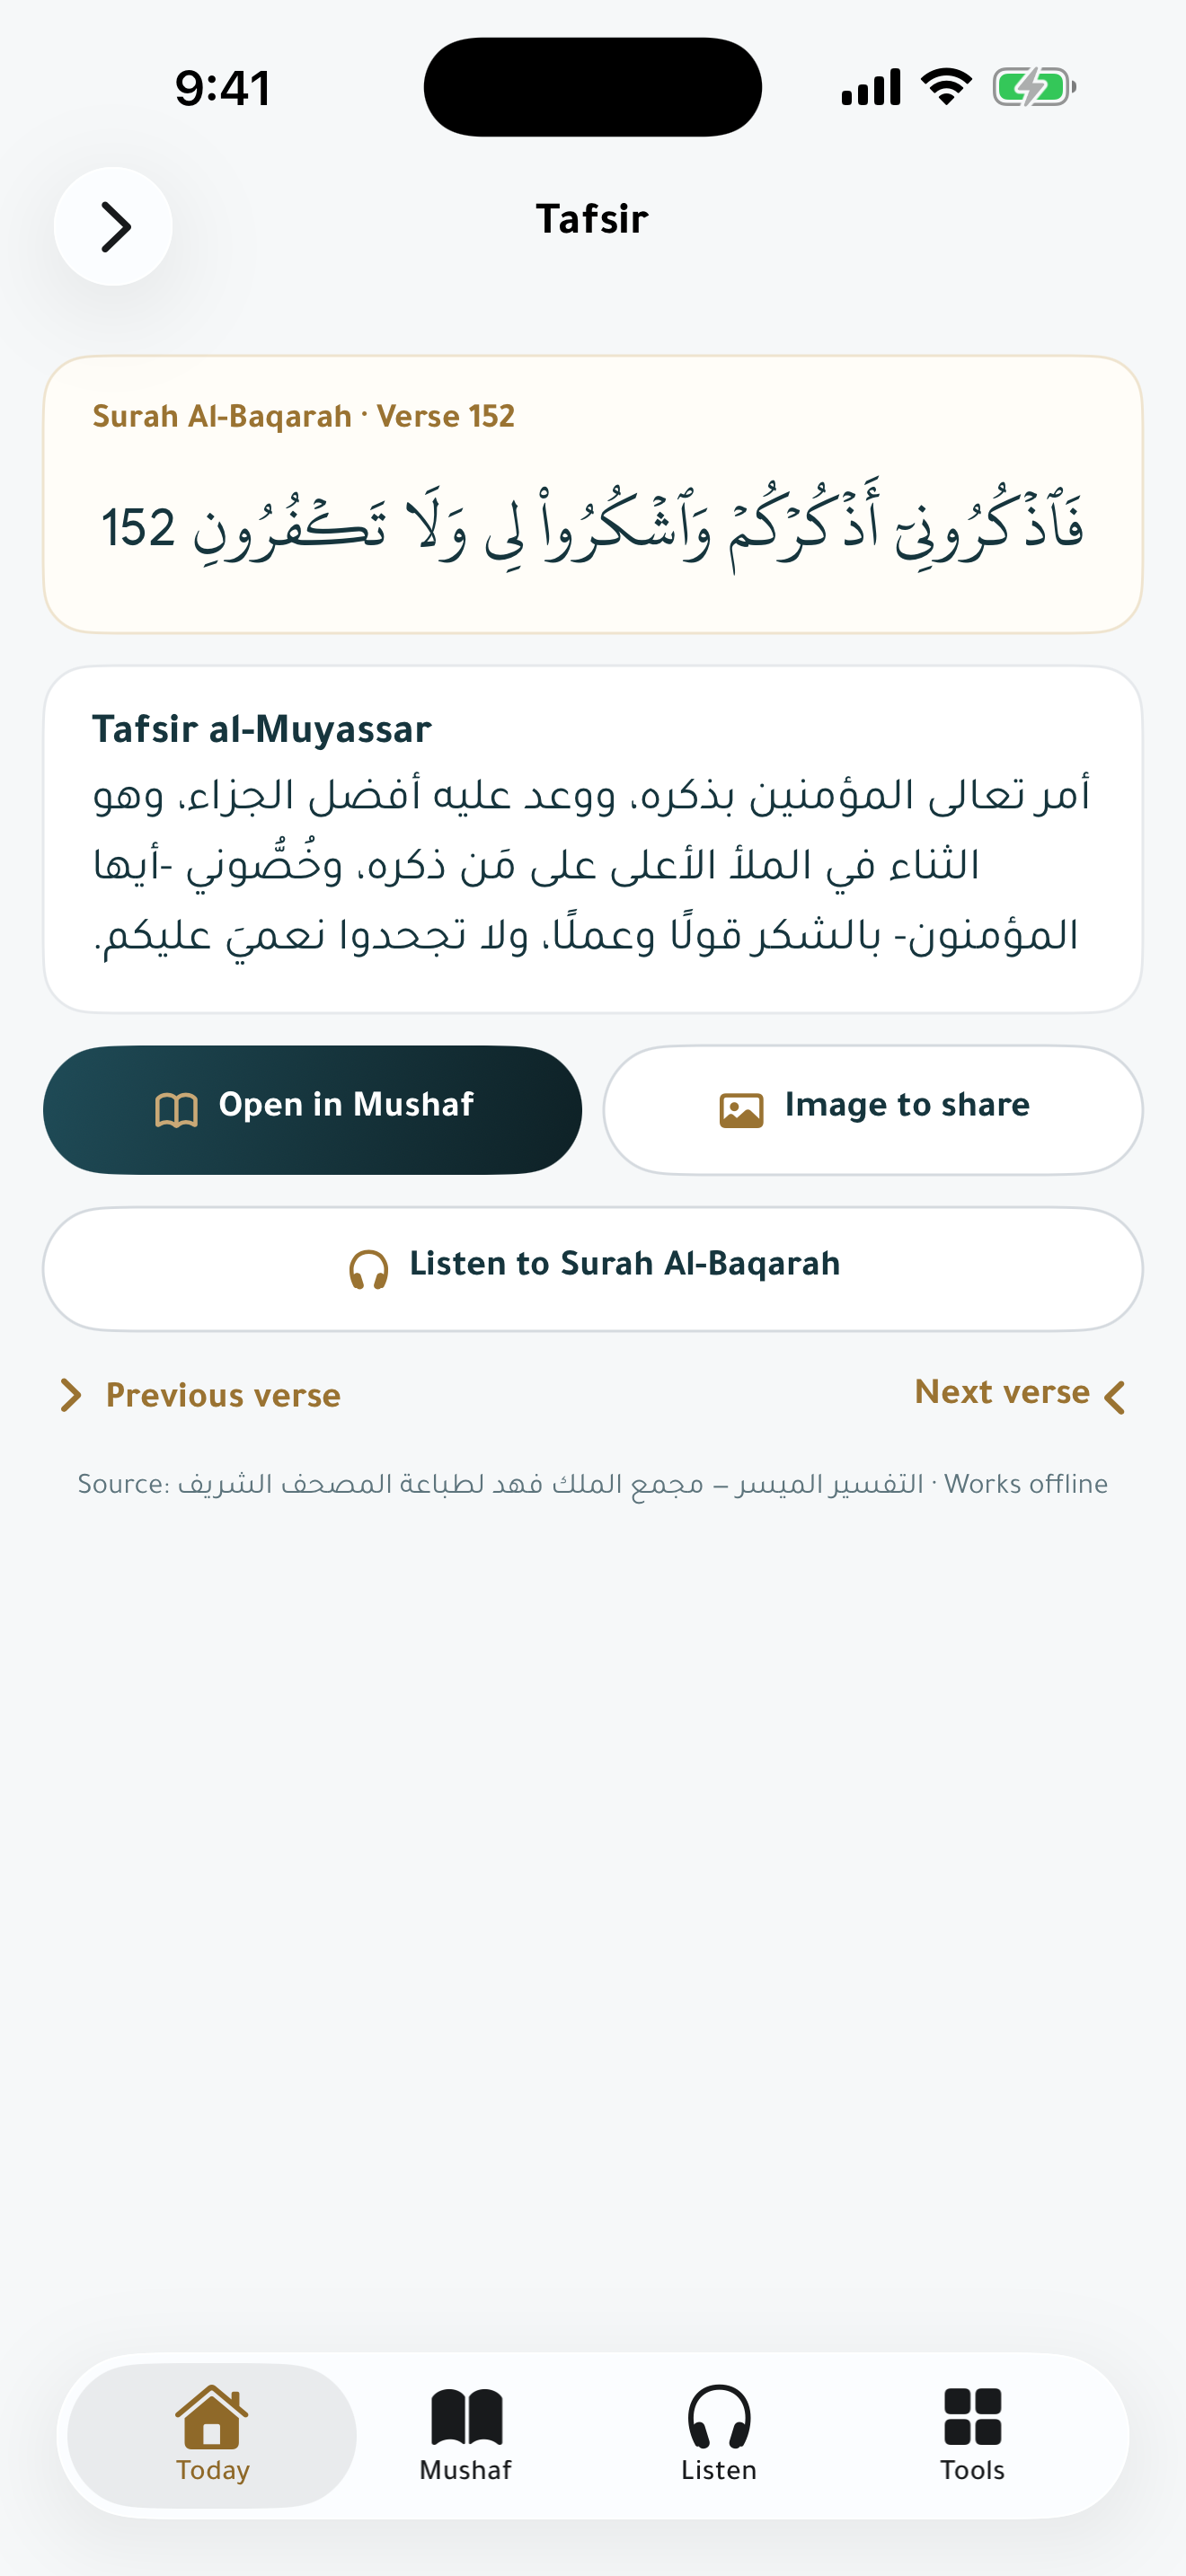 9:41
Tafsir
Surah Al-Baqarah · Verse 152
فَٱذۡكُرُونِيٓ أَذۡكُرۡكُمۡ وَٱشۡكُرُواْ لِي وَلَا تَكۡفُرُونِ 152
Tafsir al-Muyassar
أمر تعالى المؤمنين بذكره، ووعد عليه أفضل الجزاء، وهو
الثناء في الملأ الأعلى على مَن ذكره، وخُصُّوني -أيها
المؤمنون- بالشكر قولًا وعملًا، ولا تجحدوا نعميَ عليكم.
Open in Mushaf
Image to share
Listen to Surah Al-Baqarah
Previous verse
Next verse
Source: التفسير الميسر – مجمع الملك فهد لطباعة المصحف الشريف · Works offline
Today
Mushaf
Listen
Tools